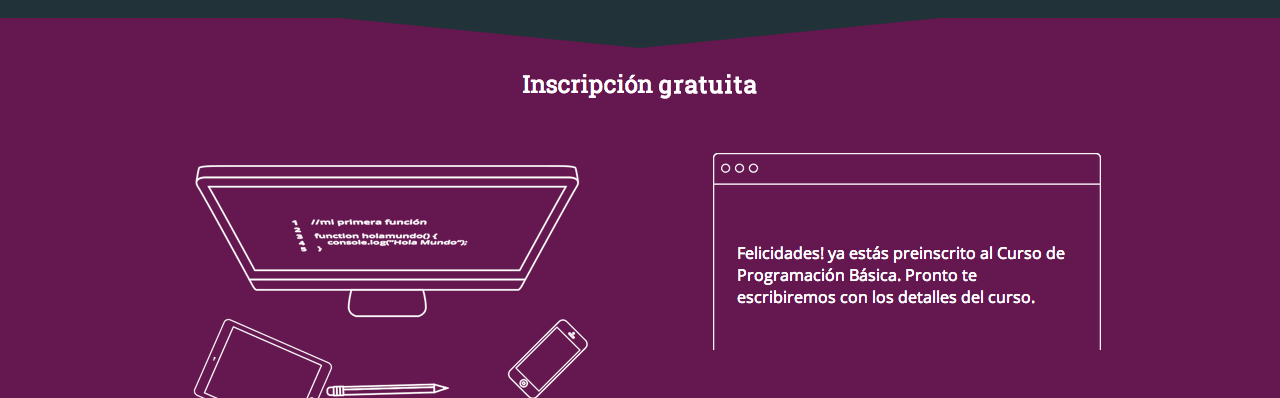 Inscripción gratuita
1 //mi primera función
2
3 function holamundo() {
4 console.log("Hola Mundo");
5 }
Felicidades! ya estás preinscrito al Curso de
Programación Básica. Pronto te
escribiremos con los detalles del curso.